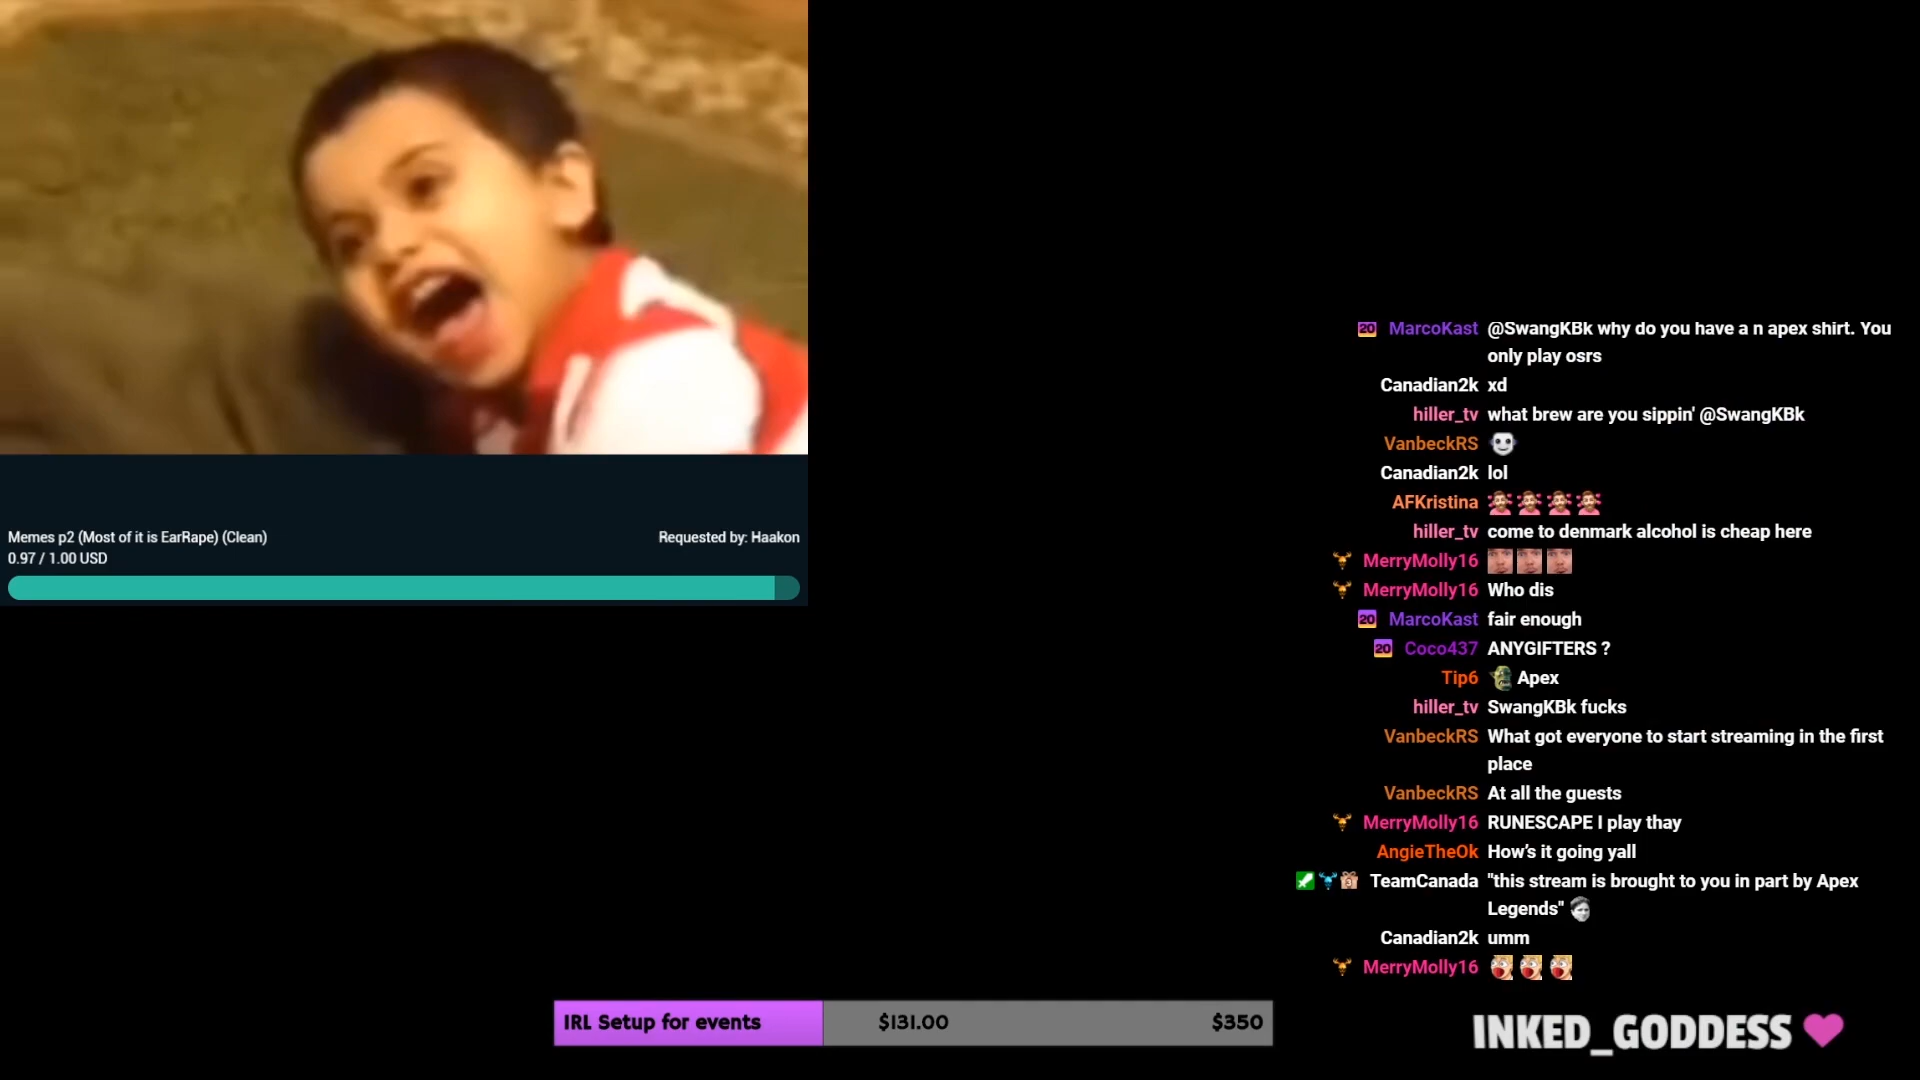 Memes p2 (Most of it is EarRape) (Clean)
Requested by: Haakon
0.97 / 1.00 USD
20 MarcoKast @SwangKBk why do you have a n apex shirt. You
only play osrs
Canadian2k xd
hiller_tv what brew are you sippin' @SwangKBk
VanbeckRS
Canadian2k lol
AFKristina
hiller_tv come to denmark alcohol is cheap here
MerryMolly16
MerryMolly16 Who dis
20 MarcoKast fair enough
20 Coco437 ANYGIFTERS ?
Tip6 Apex
hiller_tv SwangKBk fucks
VanbeckRS What got everyone to start streaming in the first
place
VanbeckRS At all the guests
MerryMolly16 RUNESCAPE I play thay
AngieTheOk How's it going yall
TeamCanada "this stream is brought to you in part by Apex
Legends"
Canadian2k umm
MerryMolly16
IRL Setup for events $131.00 $350
INKED_GODDESS